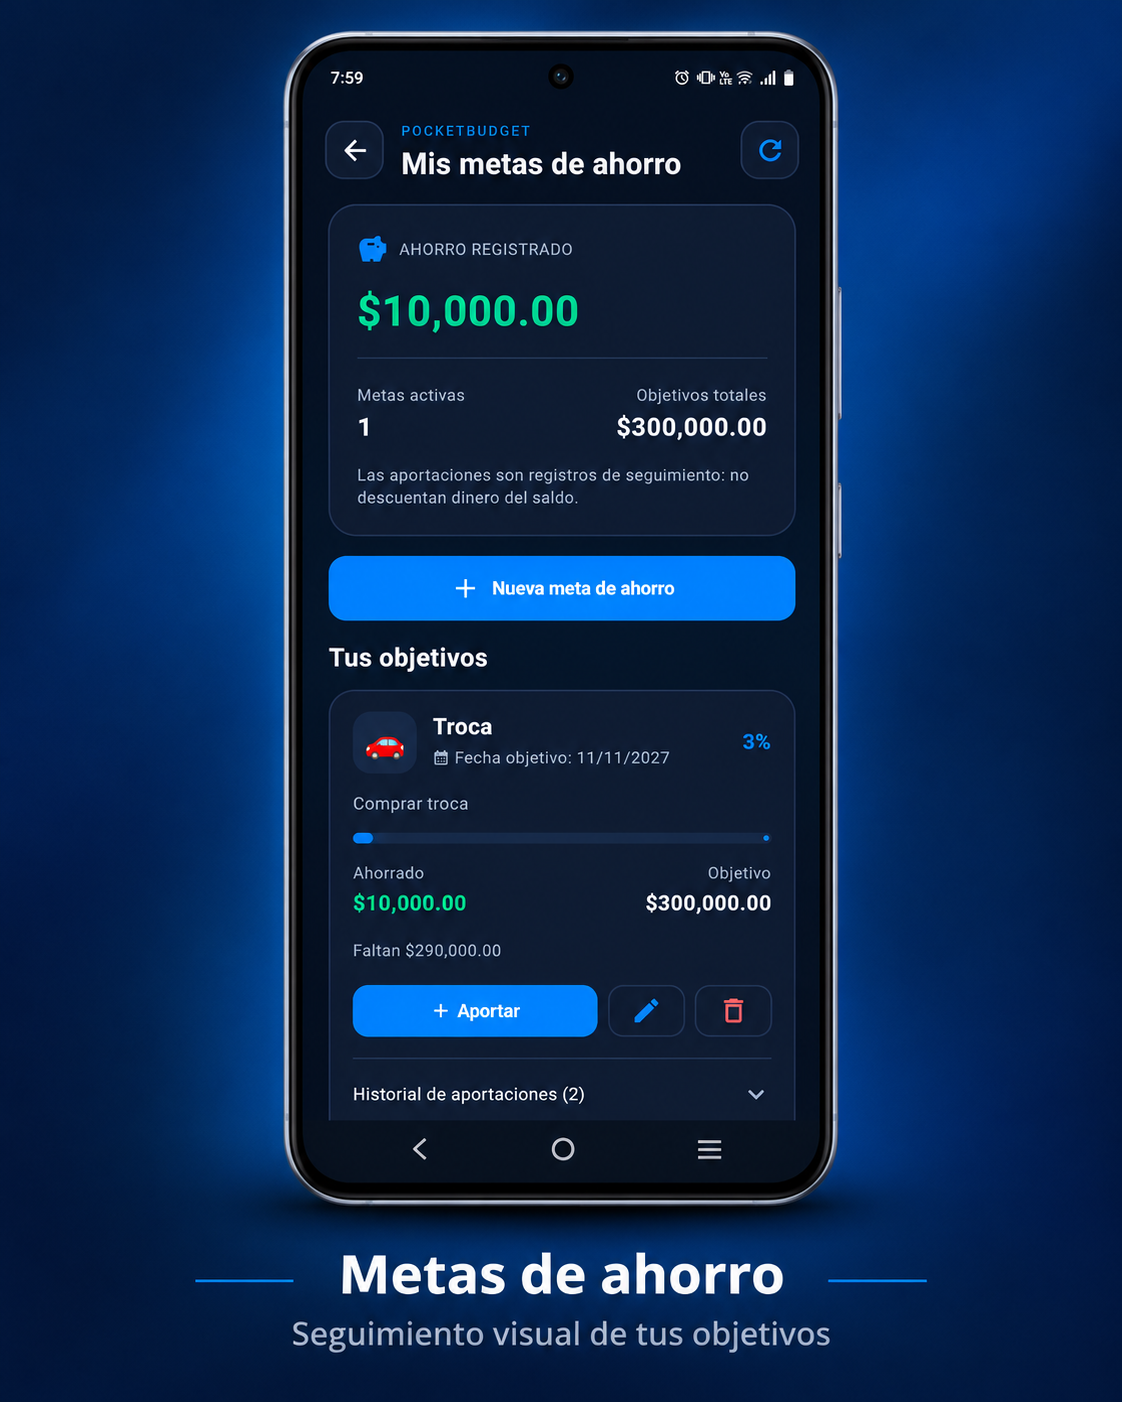 7:59
Vo LTE
POCKETBUDGET
Mis metas de ahorro
AHORRO REGISTRADO
$10,000.00
Metas activas
Objetivos totales
1
$300,000.00
Las aportaciones son registros de seguimiento: no
descuentan dinero del saldo.
+ Nueva meta de ahorro
Tus objetivos
Troca
3%
Fecha objetivo: 11/11/2027
Comprar troca
Ahorrado
Objetivo
$10,000.00
$300,000.00
Faltan $290,000.00
+ Aportar
Historial de aportaciones (2)
Metas de ahorro
Seguimiento visual de tus objetivos